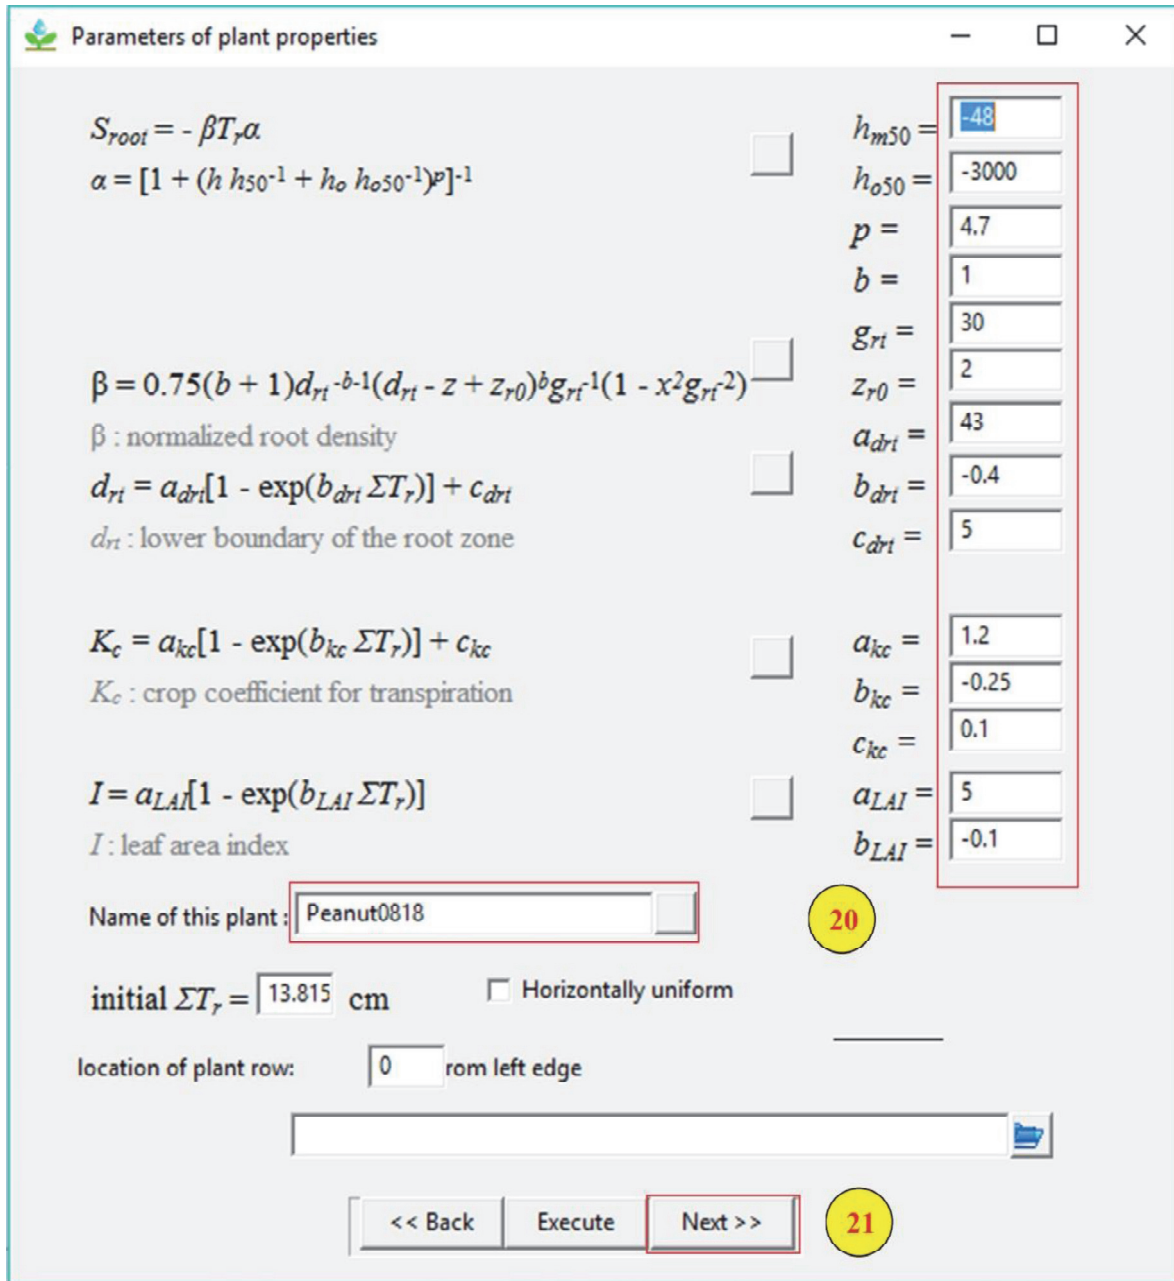 Parameters of plant properties
S_root = - βT_rα
h_m50 = -48
α = [1 + (h h50⁻¹ + h_o h_o50⁻¹)ᵖ]⁻¹
h_o50 = -3000
p = 4.7
b = 1
g_rt = 30
β = 0.75(b + 1)d_rt^-b-1(d_rt - z + z_r0)^b g_rt^-1(1 - x²g_rt^-2)
z_r0 = 2
β : normalized root density
a_drt = 43
d_rt = a_drt[1 - exp(b_drt ΣT_r)] + c_drt
b_drt = -0.4
d_rt : lower boundary of the root zone
c_drt = 5
K_c = a_kc[1 - exp(b_kc ΣT_r)] + c_kc
a_kc = 1.2
K_c : crop coefficient for transpiration
b_kc = -0.25
c_kc = 0.1
I = a_LAI[1 - exp(b_LAI ΣT_r)]
a_LAI = 5
I : leaf area index
b_LAI = -0.1
Name of this plant : Peanut0818
20
initial ΣT_r = 13.815 cm Horizontally uniform
location of plant row: 0 rom left edge
<< Back Execute Next >> 21